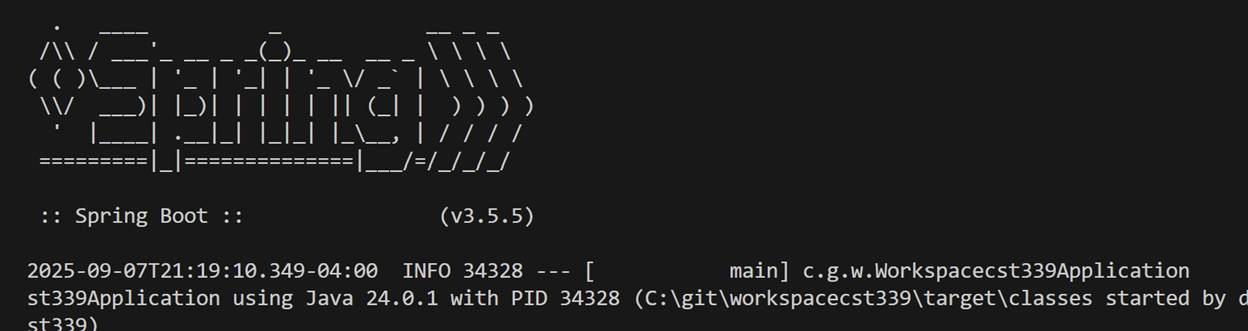 .   ____          _            __ _ _
 /\\ / ___'_ __ _ _(_)_ __  __ _ \ \ \ \
( ( )\___ | '_ | '_| | '_ \/ _` | \ \ \ \
 \\/  ___)| |_)| | | | | || (_| |  ) ) ) )
  '  |____| .__|_| |_|_| |_\__, | / / / /
 =========|_|==============|___/=/_/_/_/

 :: Spring Boot ::                (v3.5.5)

2025-09-07T21:19:10.349-04:00  INFO 34328 --- [           main] c.g.w.Workspacecst339Application
st339Application using Java 24.0.1 with PID 34328 (C:\git\workspacecst339\target\classes started by d
st339)